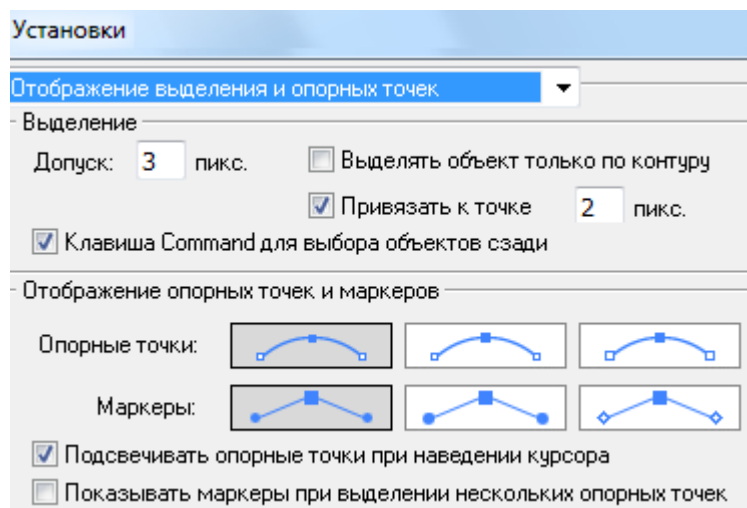 Установки
Отображение выделения и опорных точек
Выделение
Допуск: 3 пикс. Выделять объект только по контуру
Привязать к точке 2 пикс.
Клавиша Command для выбора объектов сзади
Отображение опорных точек и маркеров
Опорные точки:
Маркеры:
Подсвечивать опорные точки при наведении курсора
Показывать маркеры при выделении нескольких опорных точек